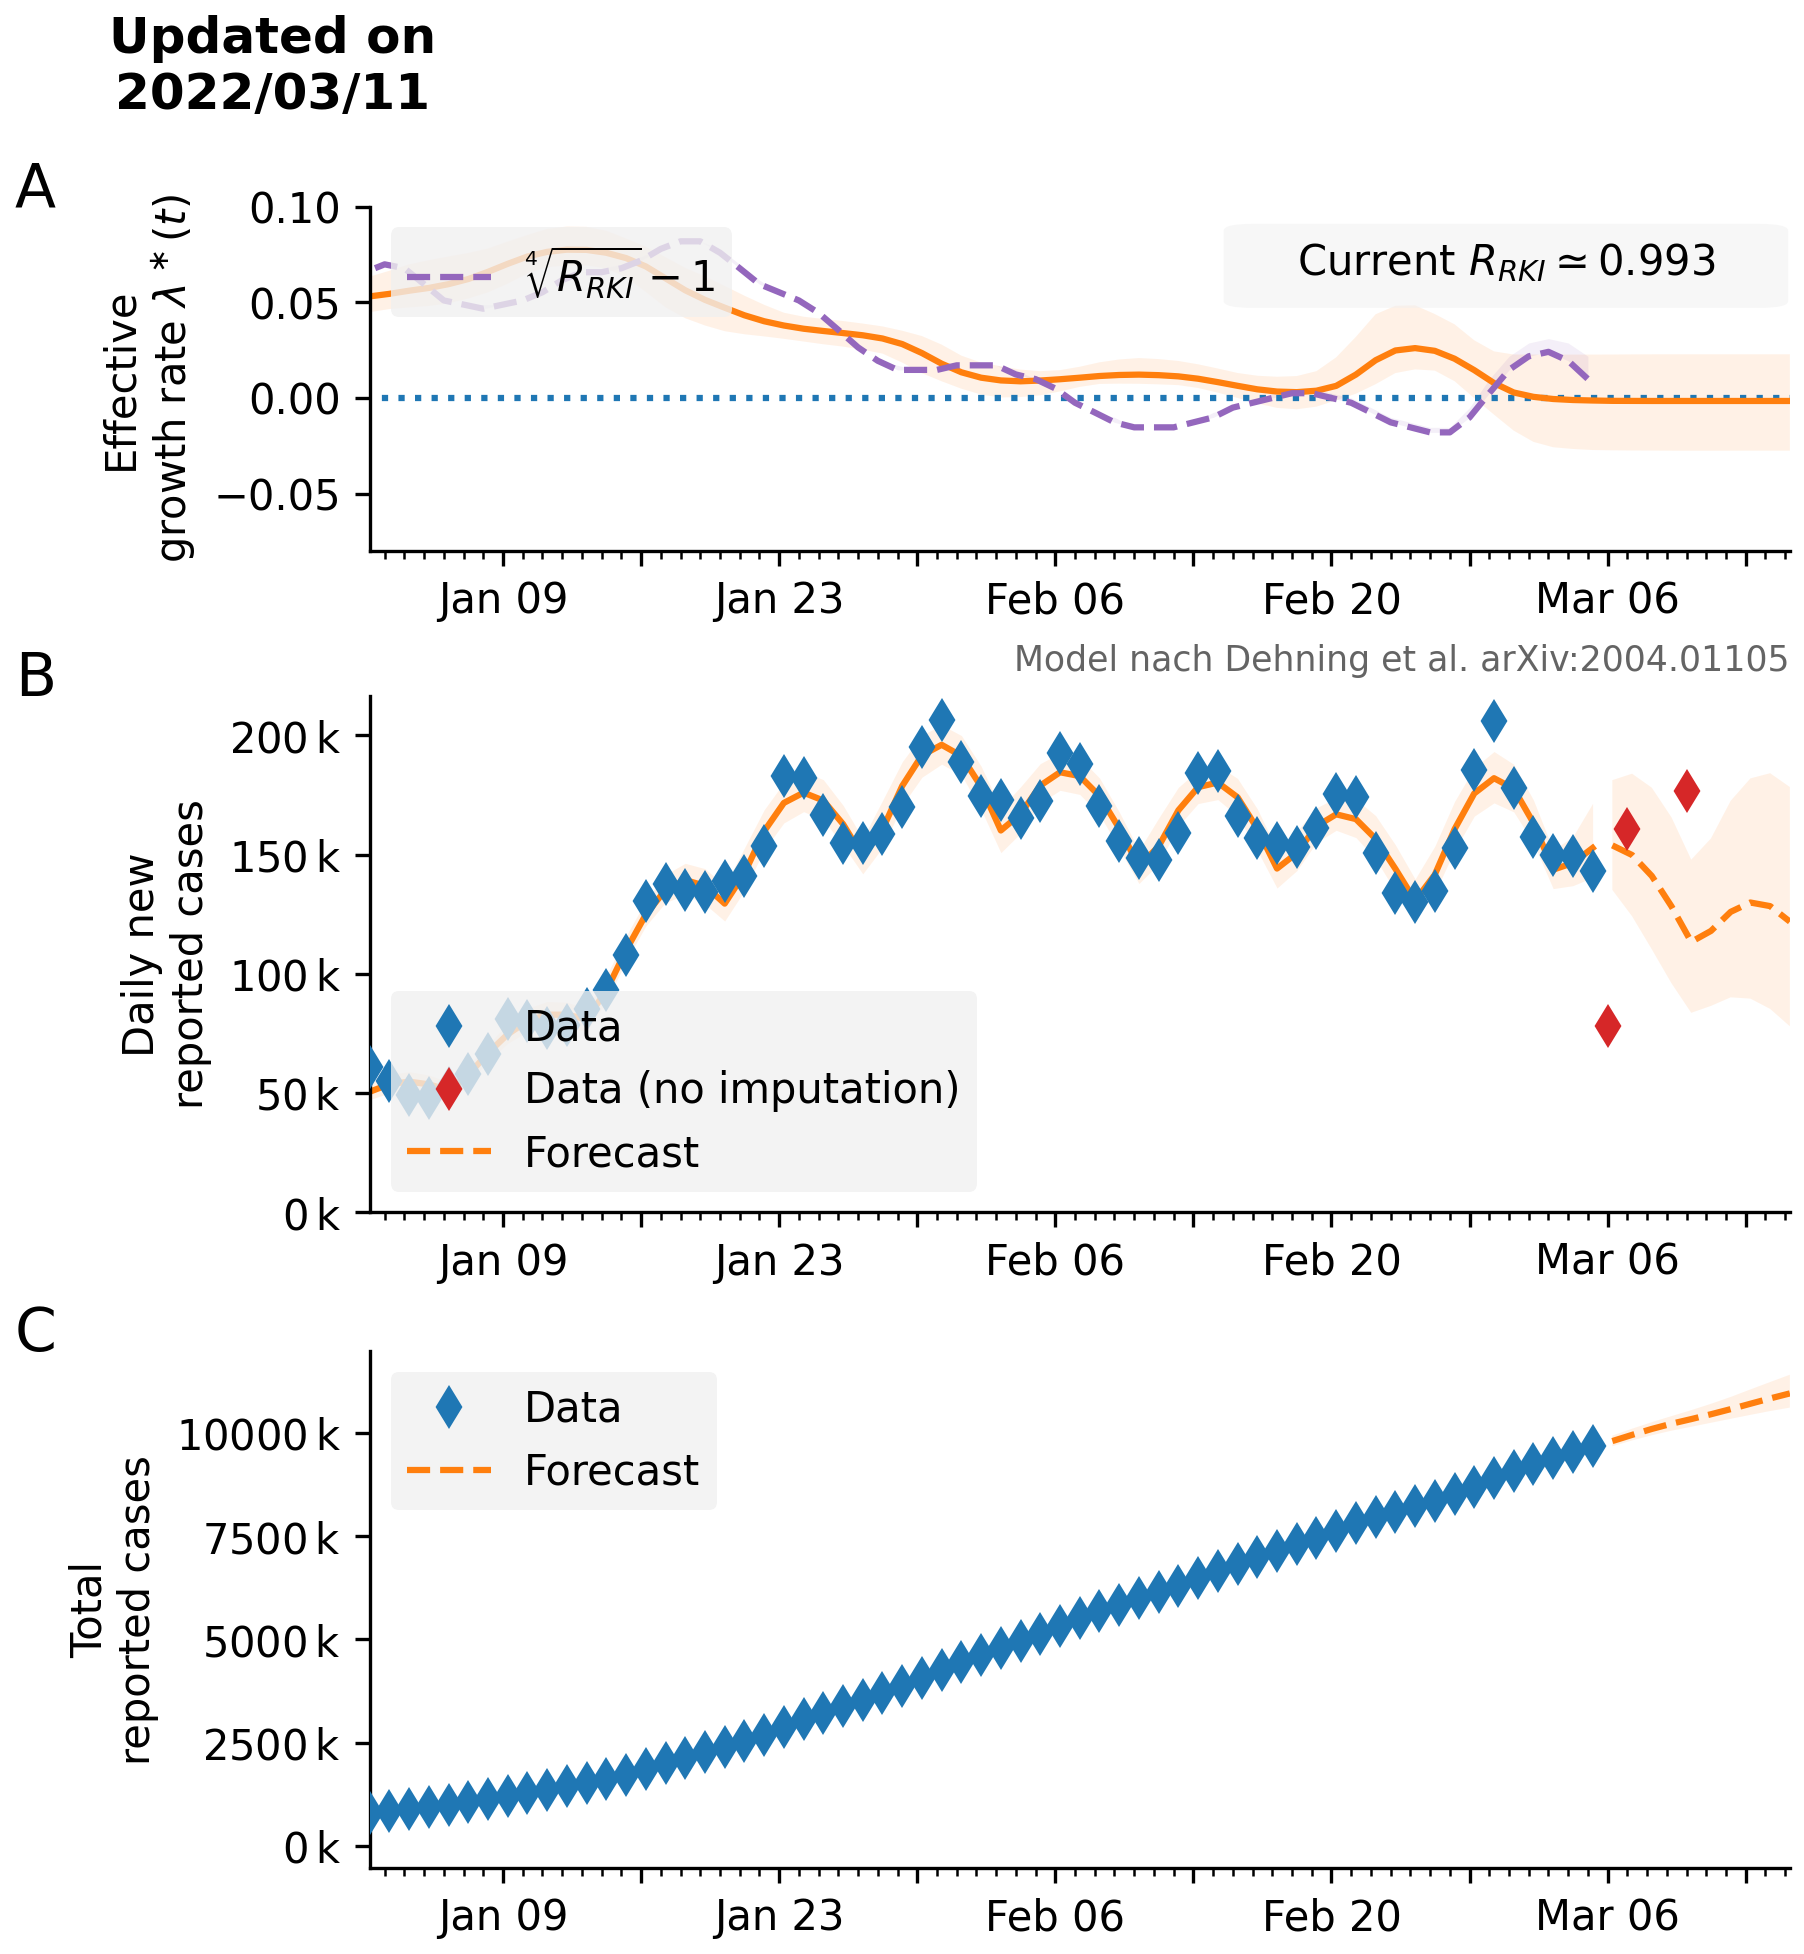 Updated on
2022/03/11
A
Effective
growth rate λ * (t)
0.10
0.05
0.00
−0.05
∜R_RKI − 1
Current R_RKI ≃ 0.993
Jan 09
Jan 23
Feb 06
Feb 20
Mar 06
Model nach Dehning et al. arXiv:2004.01105
B
Daily new
reported cases
200 k
150 k
100 k
50 k
0 k
Data
Data (no imputation)
Forecast
Jan 09
Jan 23
Feb 06
Feb 20
Mar 06
C
Total
reported cases
10000 k
7500 k
5000 k
2500 k
0 k
Data
Forecast
Jan 09
Jan 23
Feb 06
Feb 20
Mar 06